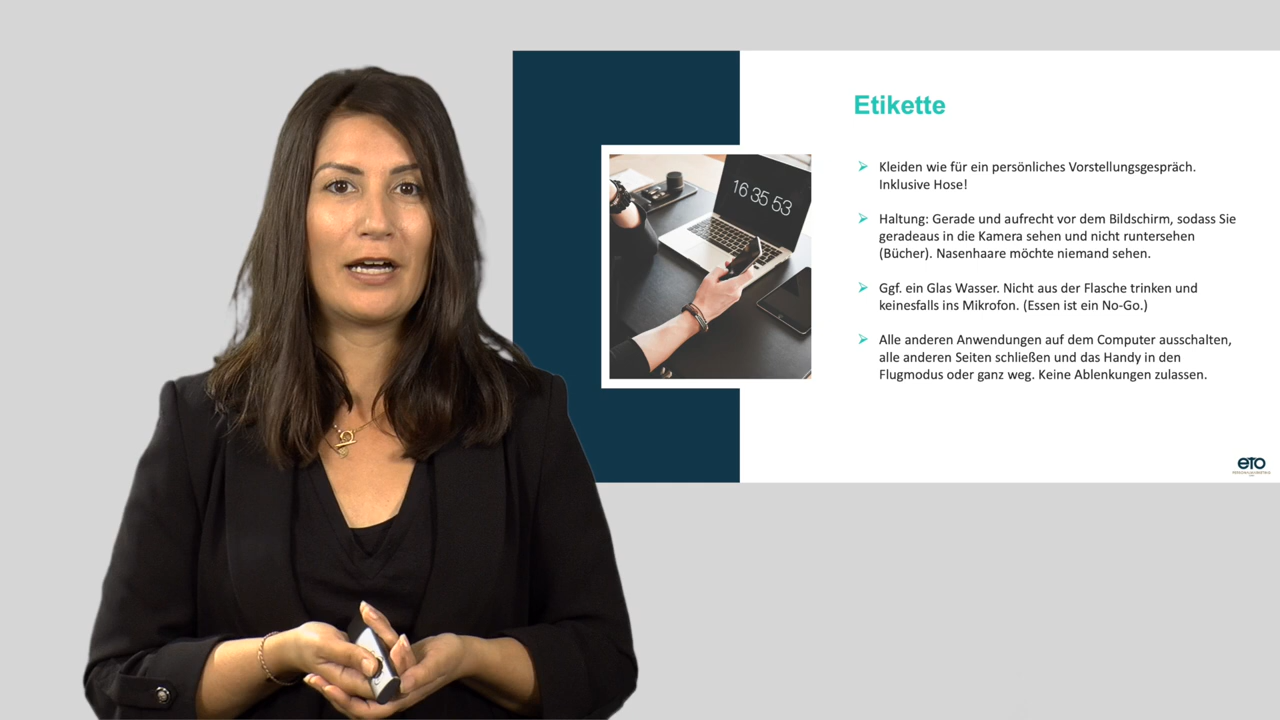 Etikette
16 35 53
Kleiden wie für ein persönliches Vorstellungsgespräch.
Inklusive Hose!
Haltung: Gerade und aufrecht vor dem Bildschirm, sodass Sie
geradeaus in die Kamera sehen und nicht runtersehen
(Bücher). Nasenhaare möchte niemand sehen.
Ggf. ein Glas Wasser. Nicht aus der Flasche trinken und
keinesfalls ins Mikrofon. (Essen ist ein No-Go.)
Alle anderen Anwendungen auf dem Computer ausschalten,
alle anderen Seiten schließen und das Handy in den
Flugmodus oder ganz weg. Keine Ablenkungen zulassen.
eTO